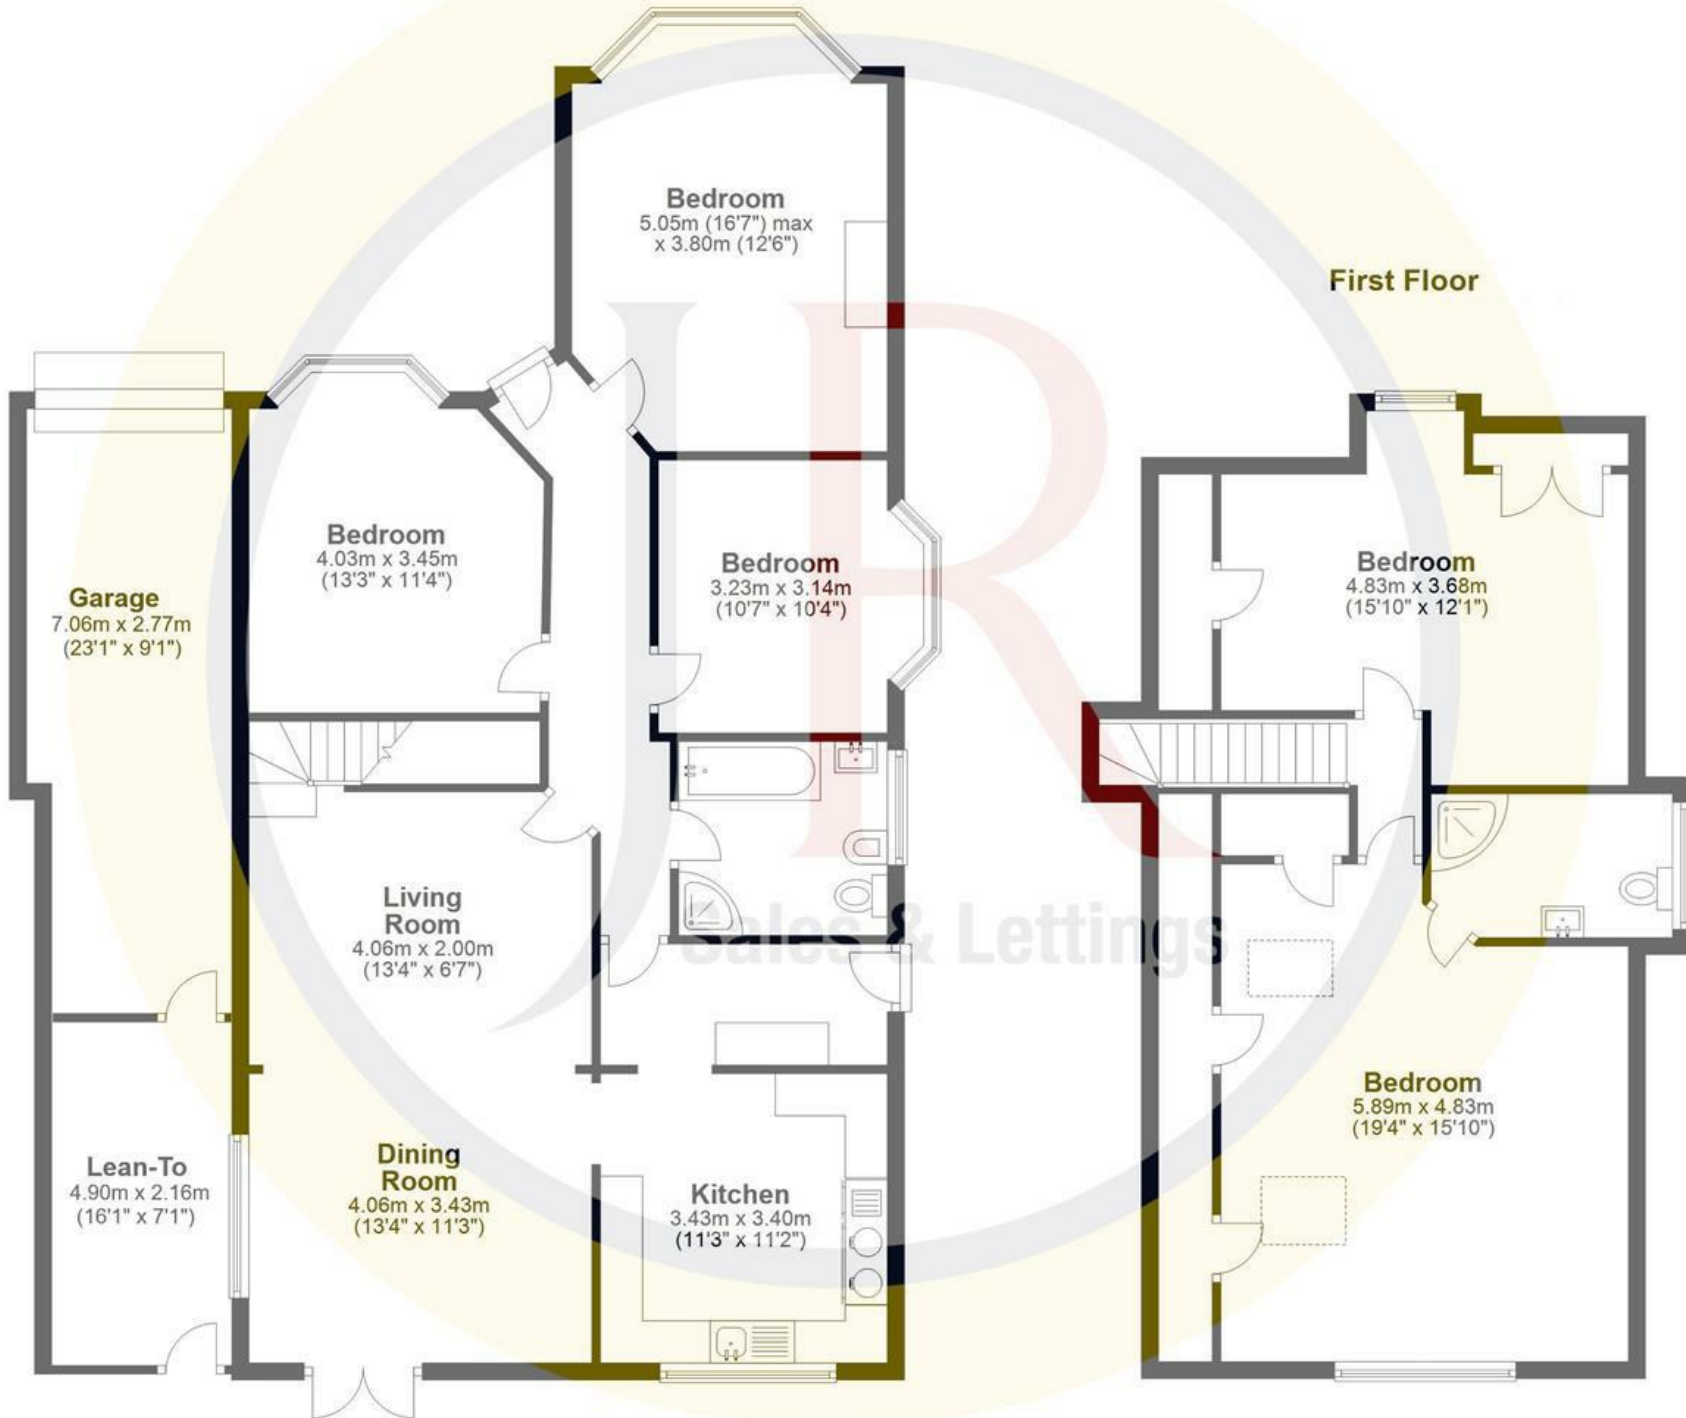 Bedroom
5.05m (16'7") max
x 3.80m (12'6")
First Floor
Bedroom
4.03m x 3.45m
(13'3" x 11'4")
Bedroom
3.23m x 3.14m
(10'7" x 10'4")
Bedroom
4.83m x 3.68m
(15'10" x 12'1")
Garage
7.06m x 2.77m
(23'1" x 9'1")
Living
Room
4.06m x 2.00m
(13'4" x 6'7")
JR
Sales & Lettings
Bedroom
5.89m x 4.83m
(19'4" x 15'10")
Lean-To
4.90m x 2.16m
(16'1" x 7'1")
Dining
Room
4.06m x 3.43m
(13'4" x 11'3")
Kitchen
3.43m x 3.40m
(11'3" x 11'2")